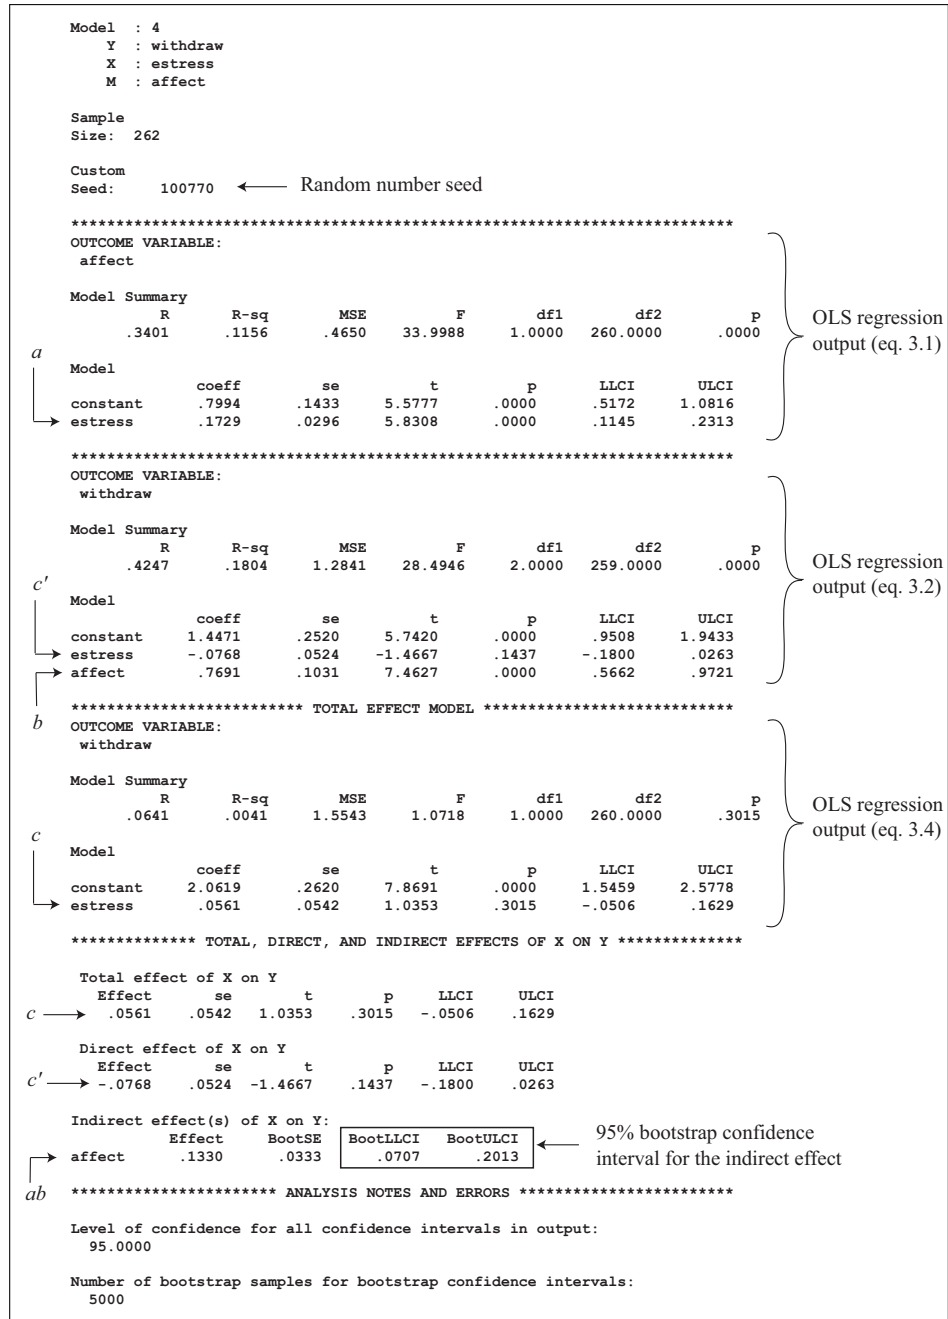 Model : 4
Y : withdraw
X : estress
M : affect
Sample
Size: 262
Custom
Seed: 100770
Random number seed
**************************************************************************
OUTCOME VARIABLE:
affect
Model Summary
R R-sq MSE F df1 df2 p
.3401 .1156 .4650 33.9988 1.0000 260.0000 .0000
OLS regression
output (eq. 3.1)
a
Model
coeff se t p LLCI ULCI
constant .7994 .1433 5.5777 .0000 .5172 1.0816
estress .1729 .0296 5.8308 .0000 .1145 .2313
**************************************************************************
OUTCOME VARIABLE:
withdraw
Model Summary
R R-sq MSE F df1 df2 p
.4247 .1804 1.2841 28.4946 2.0000 259.0000 .0000
OLS regression
output (eq. 3.2)
c'
Model
coeff se t p LLCI ULCI
constant 1.4471 .2520 5.7420 .0000 .9508 1.9433
estress -.0768 .0524 -1.4667 .1437 -.1800 .0263
affect .7691 .1031 7.4627 .0000 .5662 .9721
b
************************** TOTAL EFFECT MODEL ****************************
OUTCOME VARIABLE:
withdraw
Model Summary
R R-sq MSE F df1 df2 p
.0641 .0041 1.5543 1.0718 1.0000 260.0000 .3015
OLS regression
output (eq. 3.4)
c
Model
coeff se t p LLCI ULCI
constant 2.0619 .2620 7.8691 .0000 1.5459 2.5778
estress .0561 .0542 1.0353 .3015 -.0506 .1629
************** TOTAL, DIRECT, AND INDIRECT EFFECTS OF X ON Y **************
Total effect of X on Y
Effect se t p LLCI ULCI
c .0561 .0542 1.0353 .3015 -.0506 .1629
Direct effect of X on Y
Effect se t p LLCI ULCI
c' -.0768 .0524 -1.4667 .1437 -.1800 .0263
Indirect effect(s) of X on Y:
Effect BootSE BootLLCI BootULCI
affect .1330 .0333 .0707 .2013
95% bootstrap confidence
interval for the indirect effect
ab
*********************** ANALYSIS NOTES AND ERRORS ************************
Level of confidence for all confidence intervals in output:
95.0000
Number of bootstrap samples for bootstrap confidence intervals:
5000